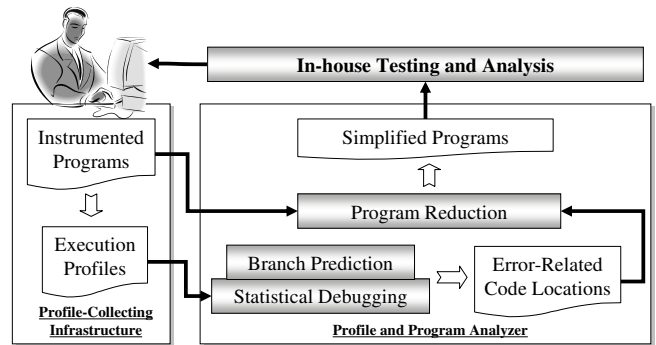 In-house Testing and Analysis
Instrumented
Programs
Execution
Profiles
Profile-Collecting
Infrastructure
Simplified Programs
Program Reduction
Branch Prediction
Statistical Debugging
Error-Related
Code Locations
Profile and Program Analyzer